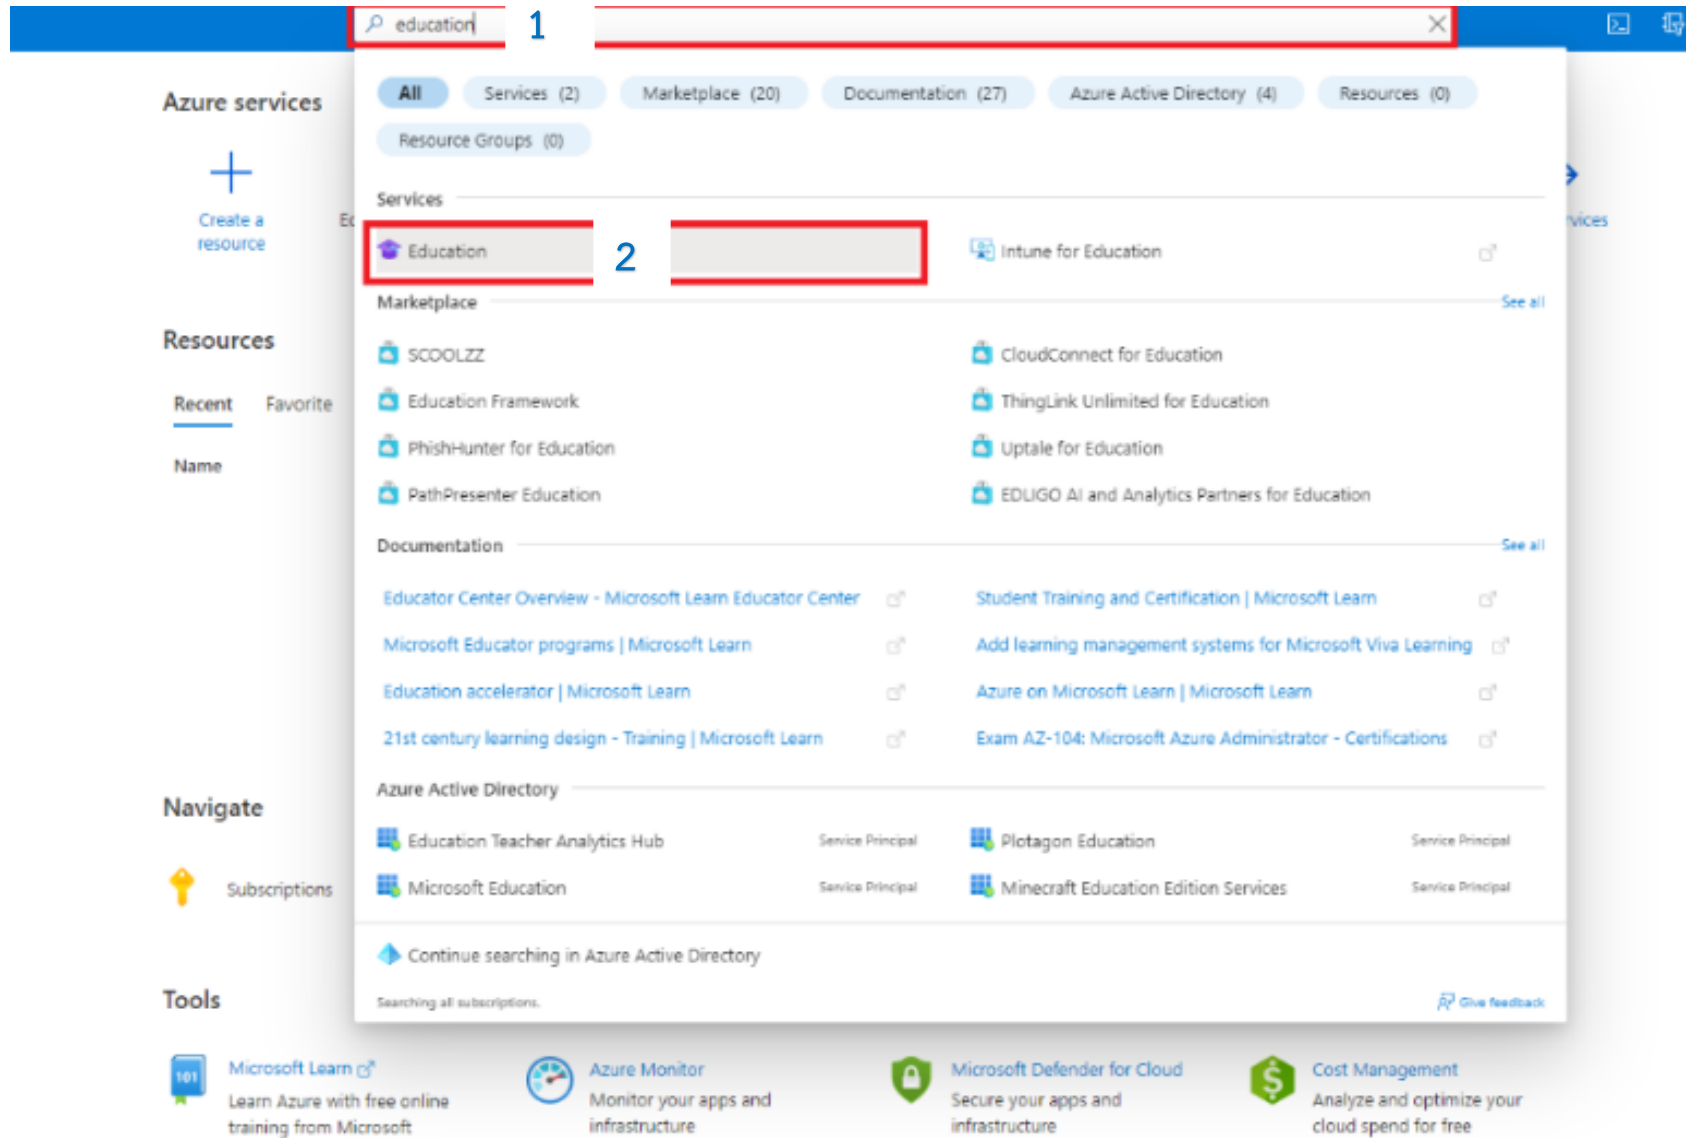 education 1
All Services (2) Marketplace (20) Documentation (27) Azure Active Directory (4) Resources (0)
Resource Groups (0)
Azure services
Create a
resource
Ec
vices
Services
Education 2 Intune for Education
Marketplace See all
SCOOLZZ CloudConnect for Education
Education Framework ThingLink Unlimited for Education
PhishHunter for Education Uptale for Education
PathPresenter Education EDLIGO AI and Analytics Partners for Education
Resources
Recent Favorite
Name
Documentation See all
Educator Center Overview - Microsoft Learn Educator Center Student Training and Certification | Microsoft Learn
Microsoft Educator programs | Microsoft Learn Add learning management systems for Microsoft Viva Learning
Education accelerator | Microsoft Learn Azure on Microsoft Learn | Microsoft Learn
21st century learning design - Training | Microsoft Learn Exam AZ-104: Microsoft Azure Administrator - Certifications
Azure Active Directory
Education Teacher Analytics Hub Service Principal Plotagon Education Service Principal
Microsoft Education Service Principal Minecraft Education Edition Services Service Principal
Continue searching in Azure Active Directory
Searching all subscriptions. Give feedback
Navigate
Subscriptions
Tools
101
Microsoft Learn
Learn Azure with free online
training from Microsoft
Azure Monitor
Monitor your apps and
infrastructure
Microsoft Defender for Cloud
Secure your apps and
infrastructure
Cost Management
Analyze and optimize your
cloud spend for free